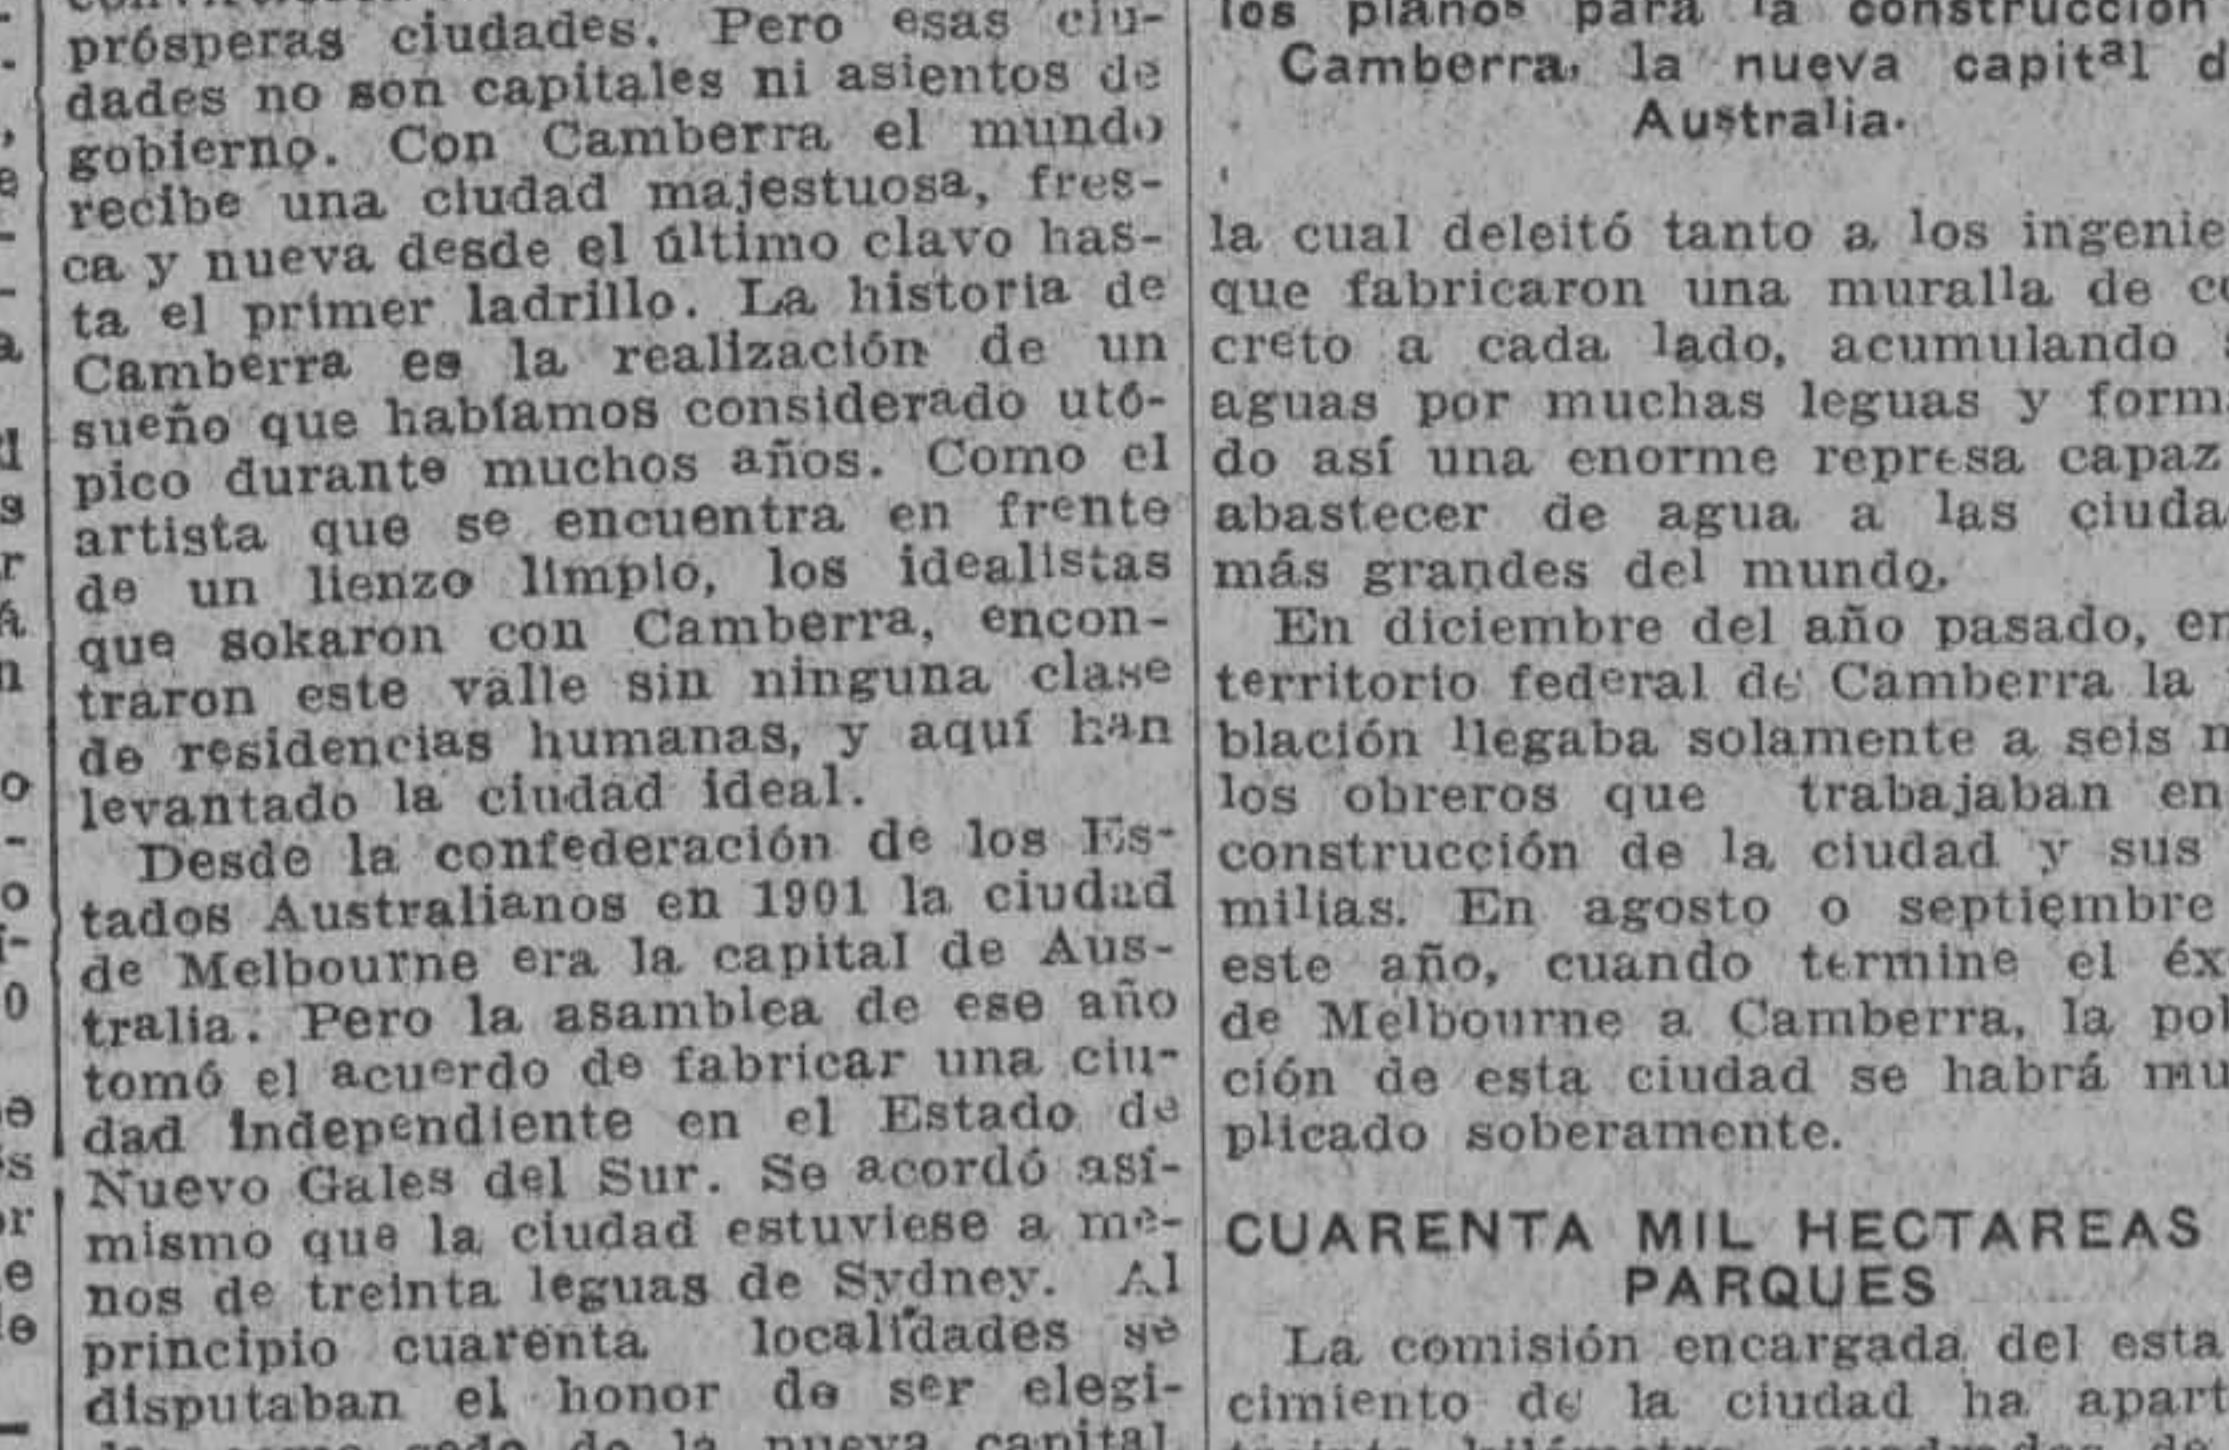 prósperas ciudades. Pero esas ciu-
dades no son capitales ni asientos de
gobierno. Con Camberra el mundo
recibe una ciudad majestuosa, fres-
ca y nueva desde el último clavo has-
ta el primer ladrillo. La historia de
Camberra es la realización de un
sueño que habíamos considerado utó-
pico durante muchos años. Como el
artista que se encuentra en frente
de un lienzo limpio, los idealistas
que sokaron con Camberra, encon-
traron este valle sin ninguna clase
de residencias humanas, y aquí han
levantado la ciudad ideal.
Desde la confederación de los Es-
tados Australianos en 1901 la ciudad
de Melbourne era la capital de Aus-
tralia. Pero la asamblea de ese año
tomó el acuerdo de fabricar una ciu-
dad independiente en el Estado de
Nuevo Gales del Sur. Se acordó así-
mismo que la ciudad estuviese a me-
nos de treinta leguas de Sydney. Al
principio cuarenta localidades se
disputaban el honor de ser elegi-
de la nueva capital
los planos para la construcción
Camberra, la nueva capital d
Australia.
la cual deleitó tanto a los ingenie
que fabricaron una muralla de c
creto a cada lado, acumulando
aguas por muchas leguas y form
do así una enorme represa capaz
abastecer de agua a las ciuda
más grandes del mundo.
En diciembre del año pasado, en
territorio federal de Camberra la
blación llegaba solamente a seis m
los obreros que trabajaban en
construcción de la ciudad y sus
milias. En agosto o septiembre
este año, cuando termine el éx
de Melbourne a Camberra, la pob
ción de esta ciudad se habrá mu
plicado soberamente.
CUARENTA MIL HECTAREAS
PARQUES
La comisión encargada del esta
cimiento de la ciudad ha apart